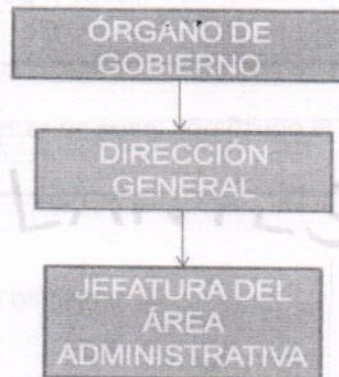 ÓRGANO DE
GOBIERNO
DIRECCIÓN
GENERAL
JEFATURA DEL
ÁREA
ADMINISTRATIVA